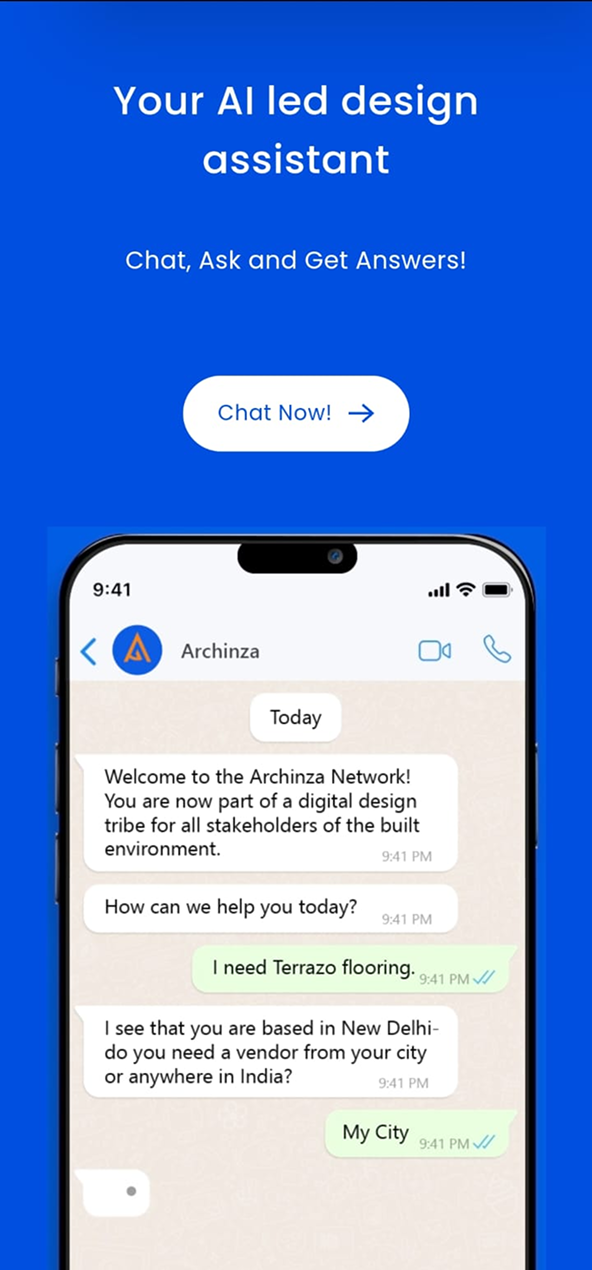 Your AI led design
assistant
Chat, Ask and Get Answers!
Chat Now!
9:41
Archinza
Today
Welcome to the Archinza Network!
You are now part of a digital design
tribe for all stakeholders of the built
environment.
9:41 PM
How can we help you today?
9:41 PM
I need Terrazo flooring.
9:41 PM
I see that you are based in New Delhi-
do you need a vendor from your city
or anywhere in India?
9:41 PM
My City
9:41 PM